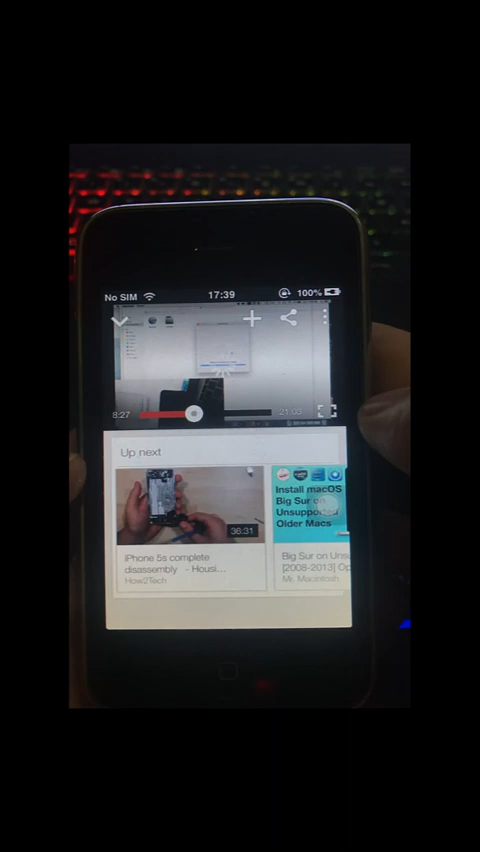 No SIM 17:39 100%
8:27 21:03
Up next
36:31
iPhone 5s complete
disassembly - Housi...
How2Tech
Install macOS
Big Sur on
Unsupported
Older Macs
Big Sur on Uns
[2008-2013] Op
Mr. Macintosh